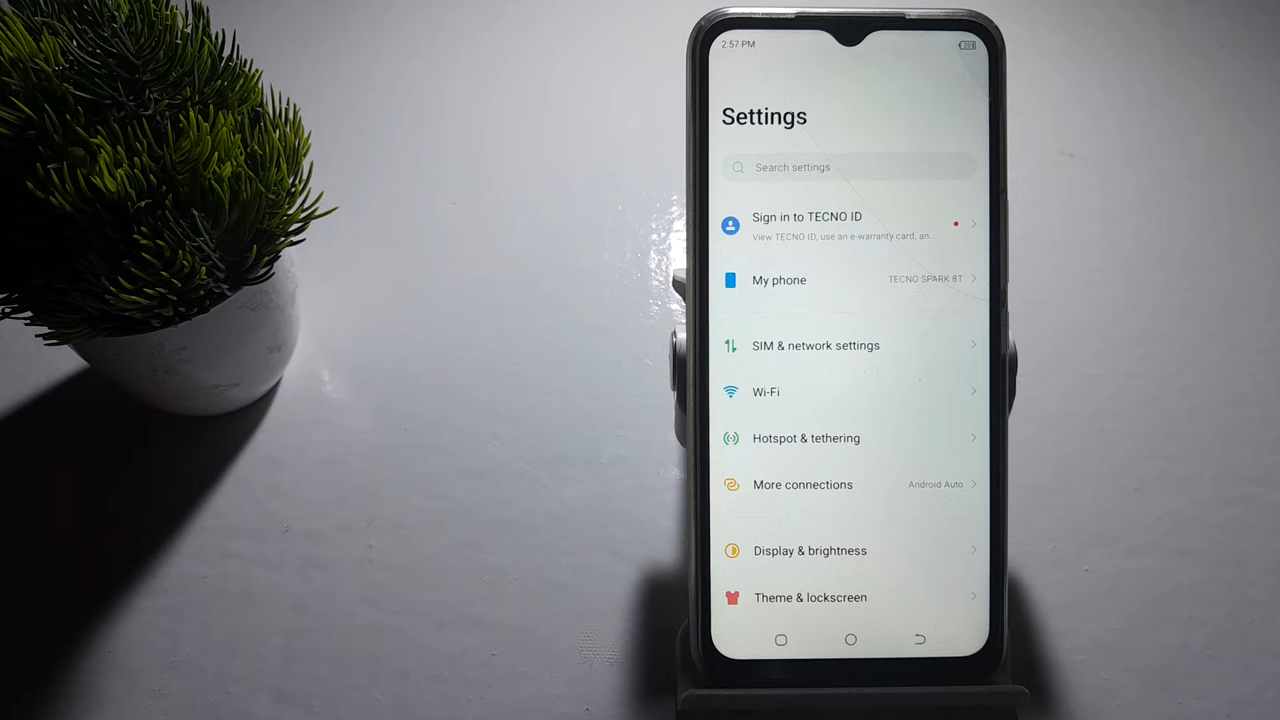 2:57 PM
Settings
Search settings
Sign in to TECNO ID
View TECNO ID, use an e-warranty card, an...
My phone TECNO SPARK 8T
SIM & network settings
Wi-Fi
Hotspot & tethering
More connections Android Auto
Display & brightness
Theme & lockscreen